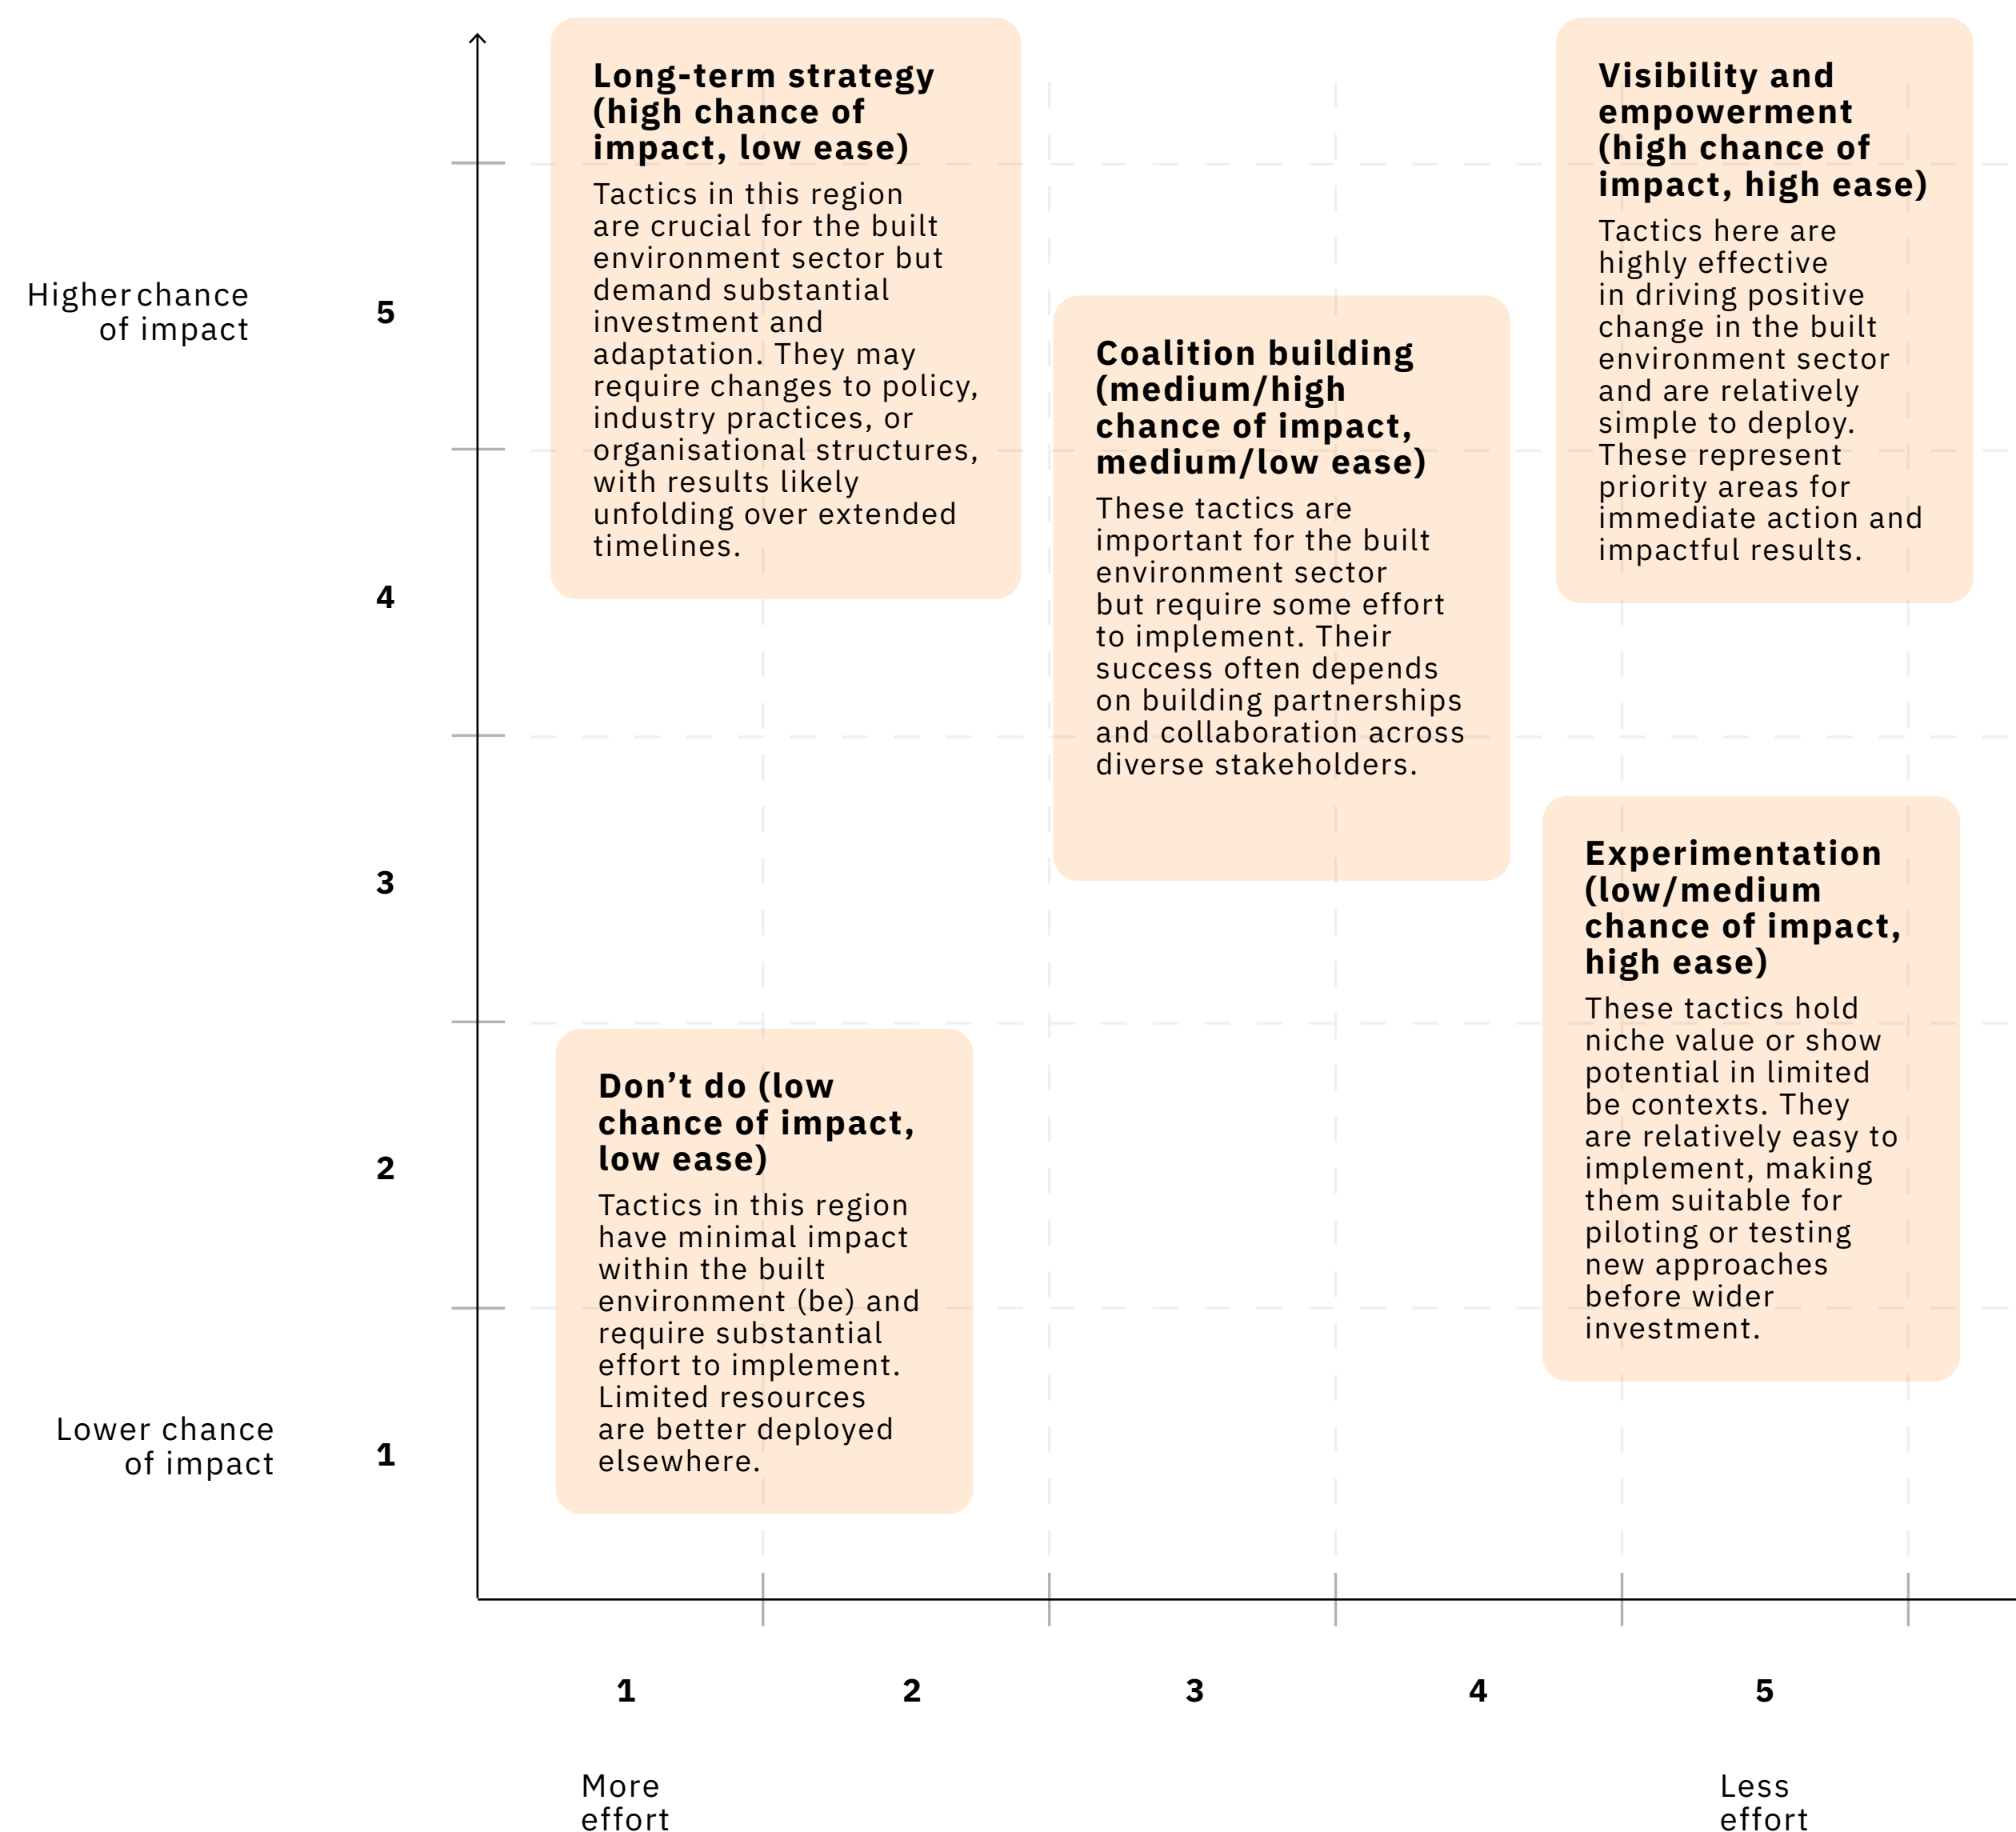 Long-term strategy
(high chance of
impact, low ease)
Tactics in this region
are crucial for the built
environment sector but
demand substantial
investment and
adaptation. They may
require changes to policy,
industry practices, or
organisational structures,
with results likely
unfolding over extended
timelines.
Visibility and
empowerment
(high chance of
impact, high ease)
Tactics here are
highly effective
in driving positive
change in the built
environment sector
and are relatively
simple to deploy.
These represent
priority areas for
immediate action and
impactful results.
Higher chance
of impact
5
Coalition building
(medium/high
chance of impact,
medium/low ease)
These tactics are
important for the built
environment sector
but require some effort
to implement. Their
success often depends
on building partnerships
and collaboration across
diverse stakeholders.
4
3
Experimentation
(low/medium
chance of impact,
high ease)
These tactics hold
niche value or show
potential in limited
be contexts. They
are relatively easy to
implement, making
them suitable for
piloting or testing
new approaches
before wider
investment.
Don’t do (low
chance of impact,
low ease)
Tactics in this region
have minimal impact
within the built
environment (be) and
require substantial
effort to implement.
Limited resources
are better deployed
elsewhere.
2
Lower chance
of impact
1
1 2 3 4 5
More
effort
Less
effort